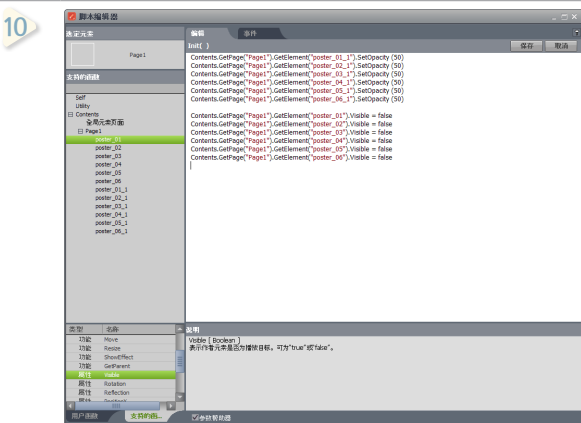 10
脚本编辑器
选定元素
Page1
支持的函数
Self
Utility
Contents
全局元素页面
Page1
poster_01
poster_02
poster_03
poster_04
poster_05
poster_06
poster_01_1
poster_02_1
poster_03_1
poster_04_1
poster_05_1
poster_06_1
类型 名称
功能 Move
功能 Resize
功能 ShowEffect
功能 GetParent
属性 Visible
属性 Rotation
属性 Reflection
属性 PositionX
用户函数 支持的函...
编辑 事件
Init( )
保存 取消
Contents.GetPage("Page1").GetElement("poster_01_1").SetOpacity (50)
Contents.GetPage("Page1").GetElement("poster_02_1").SetOpacity (50)
Contents.GetPage("Page1").GetElement("poster_03_1").SetOpacity (50)
Contents.GetPage("Page1").GetElement("poster_04_1").SetOpacity (50)
Contents.GetPage("Page1").GetElement("poster_05_1").SetOpacity (50)
Contents.GetPage("Page1").GetElement("poster_06_1").SetOpacity (50)
Contents.GetPage("Page1").GetElement("poster_01").Visible = false
Contents.GetPage("Page1").GetElement("poster_02").Visible = false
Contents.GetPage("Page1").GetElement("poster_03").Visible = false
Contents.GetPage("Page1").GetElement("poster_04").Visible = false
Contents.GetPage("Page1").GetElement("poster_05").Visible = false
Contents.GetPage("Page1").GetElement("poster_06").Visible = false
说明
Visible [ Boolean ]
表示作者元素是否为播放目标。可为"true"或"false"。
参数帮助器